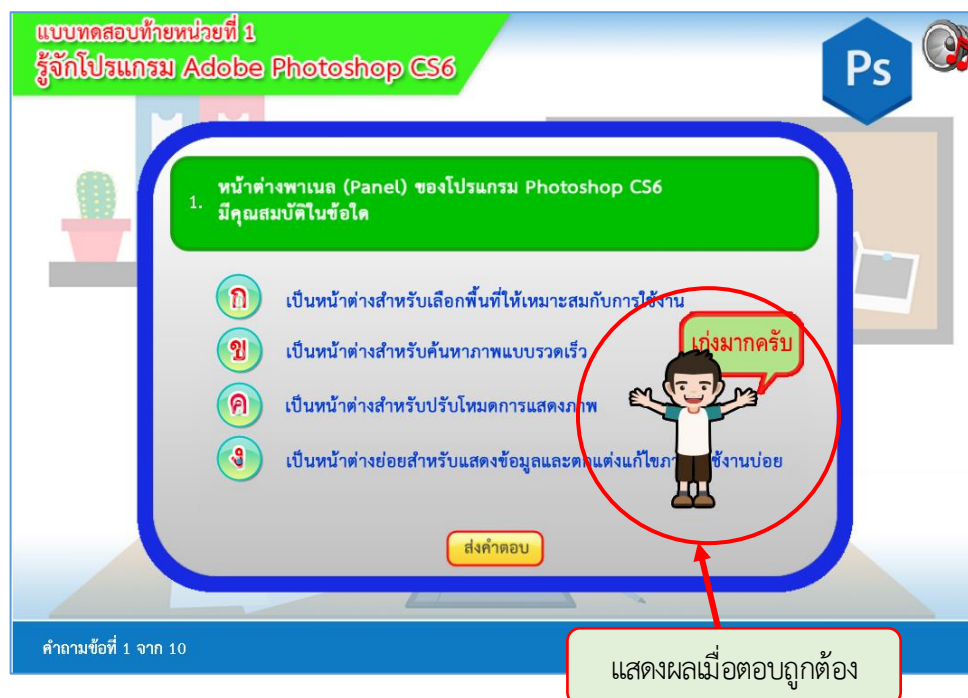 แบบทดสอบท้ายหน่วยที่ 1
รู้จักโปรแกรม Adobe Photoshop CS6
Ps
1. หน้าต่างพาเนล (Panel) ของโปรแกรม Photoshop CS6
มีคุณสมบัติในข้อใด
ก เป็นหน้าต่างสำหรับเลือกพื้นที่ให้เหมาะสมกับการใช้งาน
ข เป็นหน้าต่างสำหรับค้นหาภาพแบบรวดเร็ว
เก่งมากครับ
ค เป็นหน้าต่างสำหรับปรับโหมดการแสดงภาพ
ง เป็นหน้าต่างย่อยสำหรับแสดงข้อมูลและตกแต่งแก้ไข
ส่งคำตอบ
คำถามข้อที่ 1 จาก 10
แสดงผลเมื่อตอบถูกต้อง